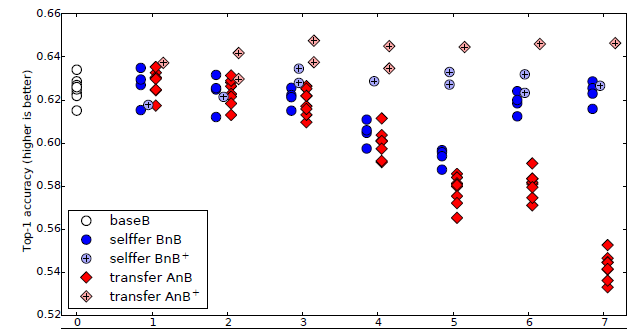 0.66
0.64
0.62
0.60
0.58
0.56
0.54
0.52
Top-1 accuracy (higher is better)
baseB
selffer BnB
selffer BnB⁺
transfer AnB
transfer AnB⁺
0 1 2 3 4 5 6 7